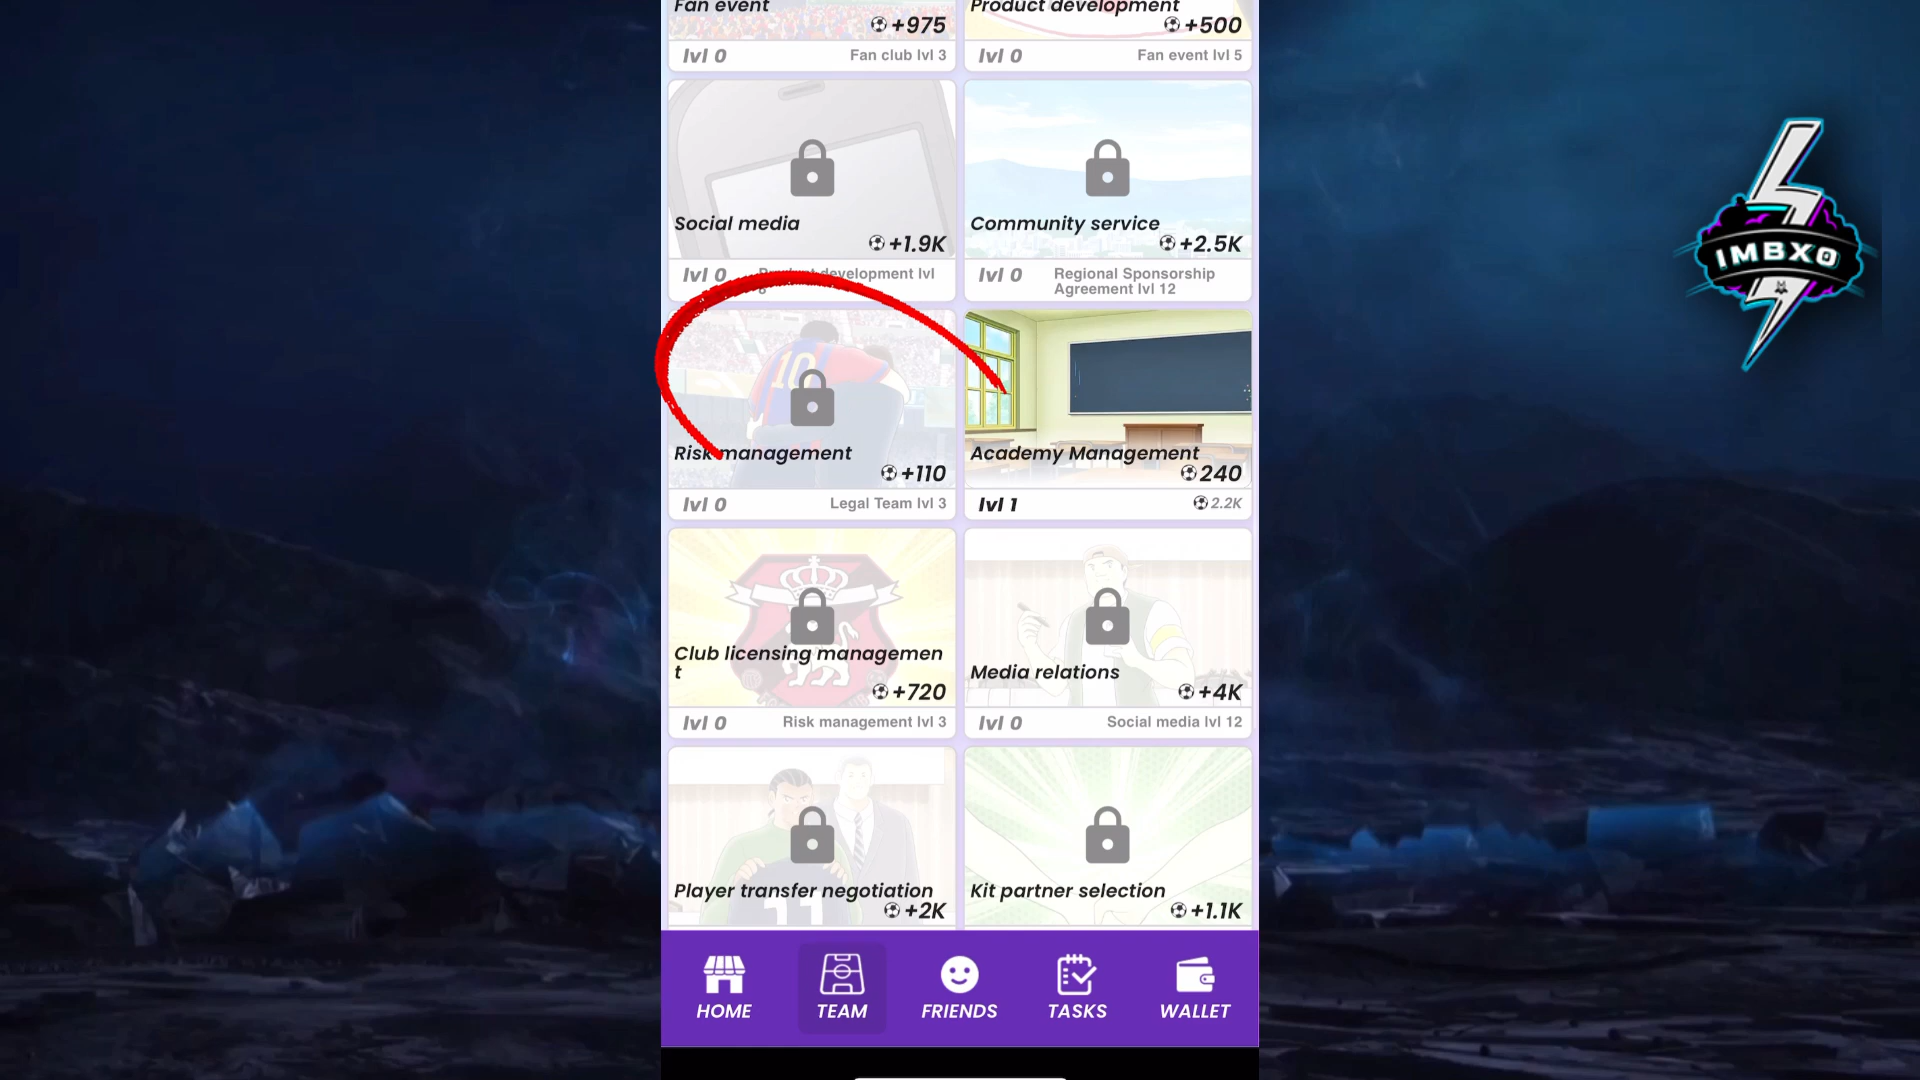 Fan event
+975
lvl 0
Fan club lvl 3
Product development
+500
lvl 0
Fan event lvl 5
Social media
+1.9K
lvl 0
Product development lvl
8
Community service
+2.5K
lvl 0
Regional Sponsorship
Agreement lvl 12
10
Risk management
+110
lvl 0
Legal Team lvl 3
Academy Management
240
lvl 1
2.2K
Club licensing managemen
t
+720
lvl 0
Risk management lvl 3
Media relations
+4K
lvl 0
Social media lvl 12
Player transfer negotiation
11
+2K
Kit partner selection
+1.1K
HOME
TEAM
FRIENDS
TASKS
WALLET
IMBXO